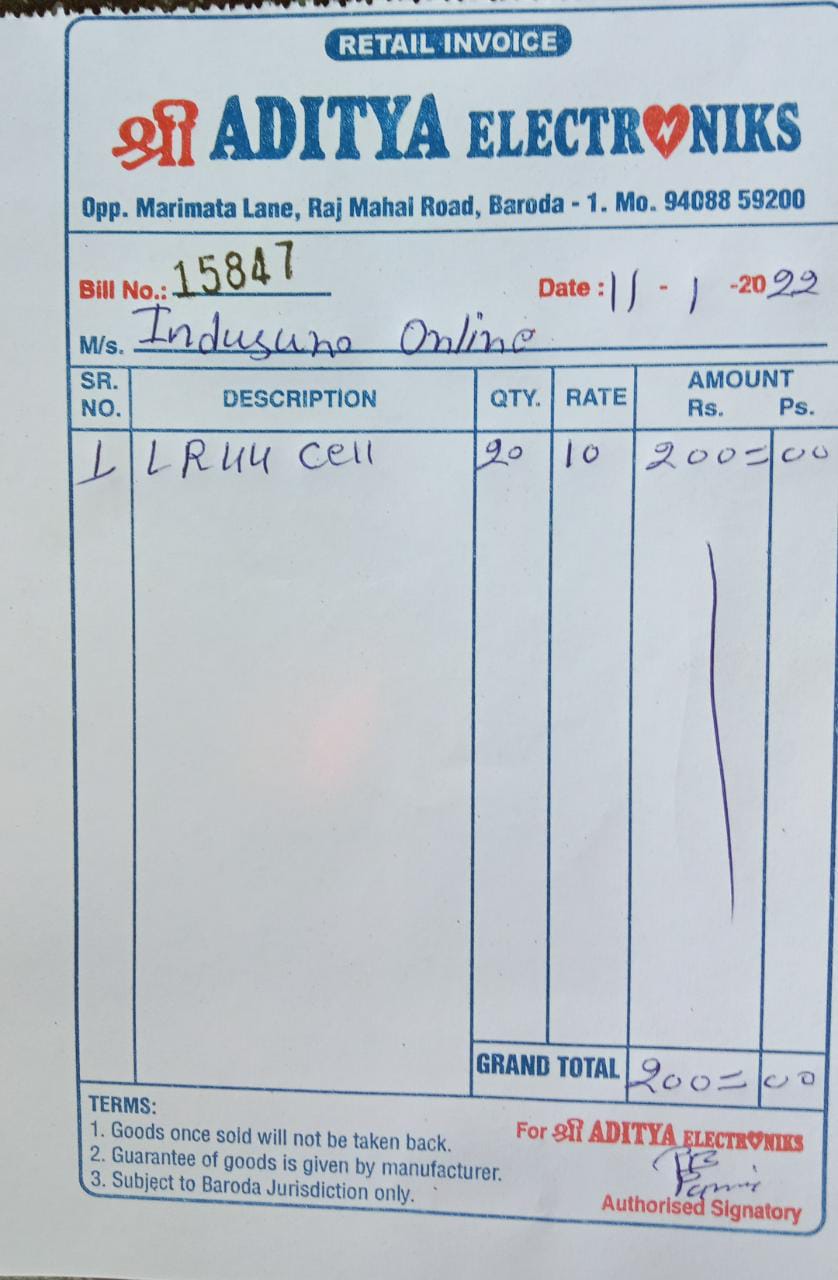 RETAIL INVOICE
श्री ADITYA ELECTRONIKS
Opp. Marimata Lane, Raj Mahal Road, Baroda - 1. Mo. 94088 59200
Bill No.: 15847 Date : 11 - 1 -2022
M/s. Indusuno Online
SR. NO. DESCRIPTION QTY. RATE AMOUNT Rs. Ps.
1 LR44 Cell 20 10 200=00
GRAND TOTAL 200=00
TERMS:
1. Goods once sold will not be taken back.
2. Guarantee of goods is given by manufacturer.
3. Subject to Baroda Jurisdiction only.
For श्री ADITYA ELECTRONIKS
Authorised Signatory